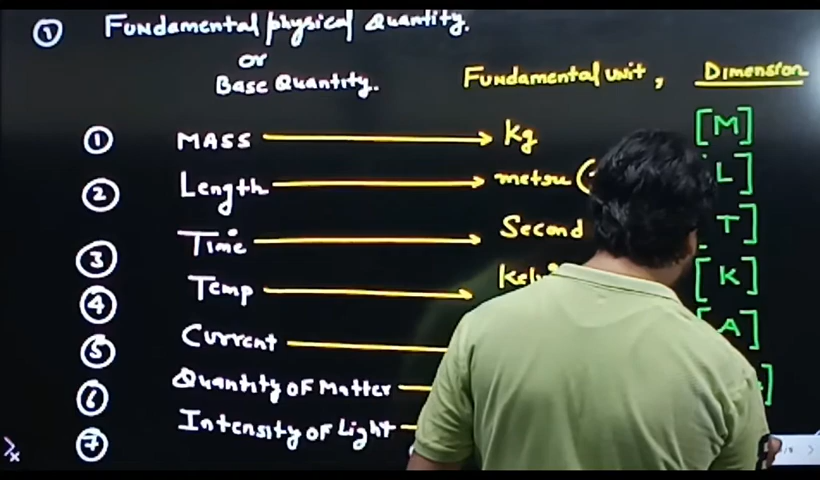 ① Fundamental physical Quantity.
or
Base Quantity.. Fundamental unit, Dimension
① MASS → Kg [M]
② Length → L]
③ Time → Second T]
④ Temp → [K]
⑤ Current A]
⑥ Quantity of Matter
⑦ Intensity of Light